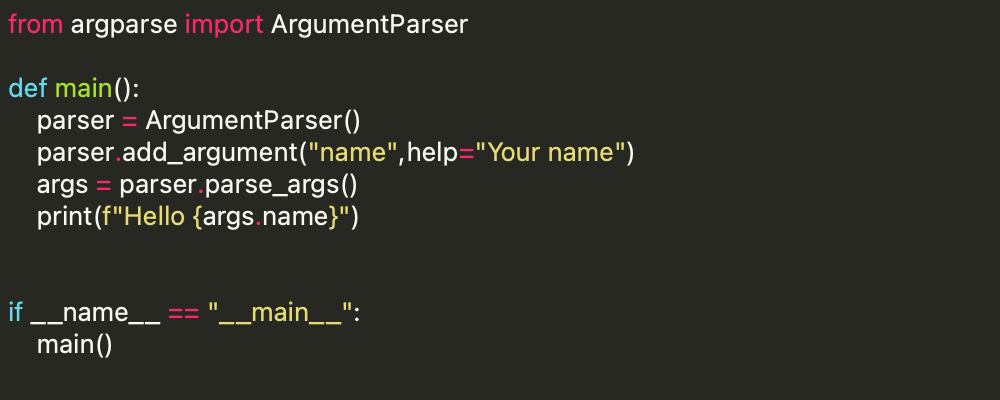 from argparse import ArgumentParser
def main():
    parser = ArgumentParser()
    parser.add_argument("name",help="Your name")
    args = parser.parse_args()
    print(f"Hello {args.name}")
if __name__ == "__main__":
    main()